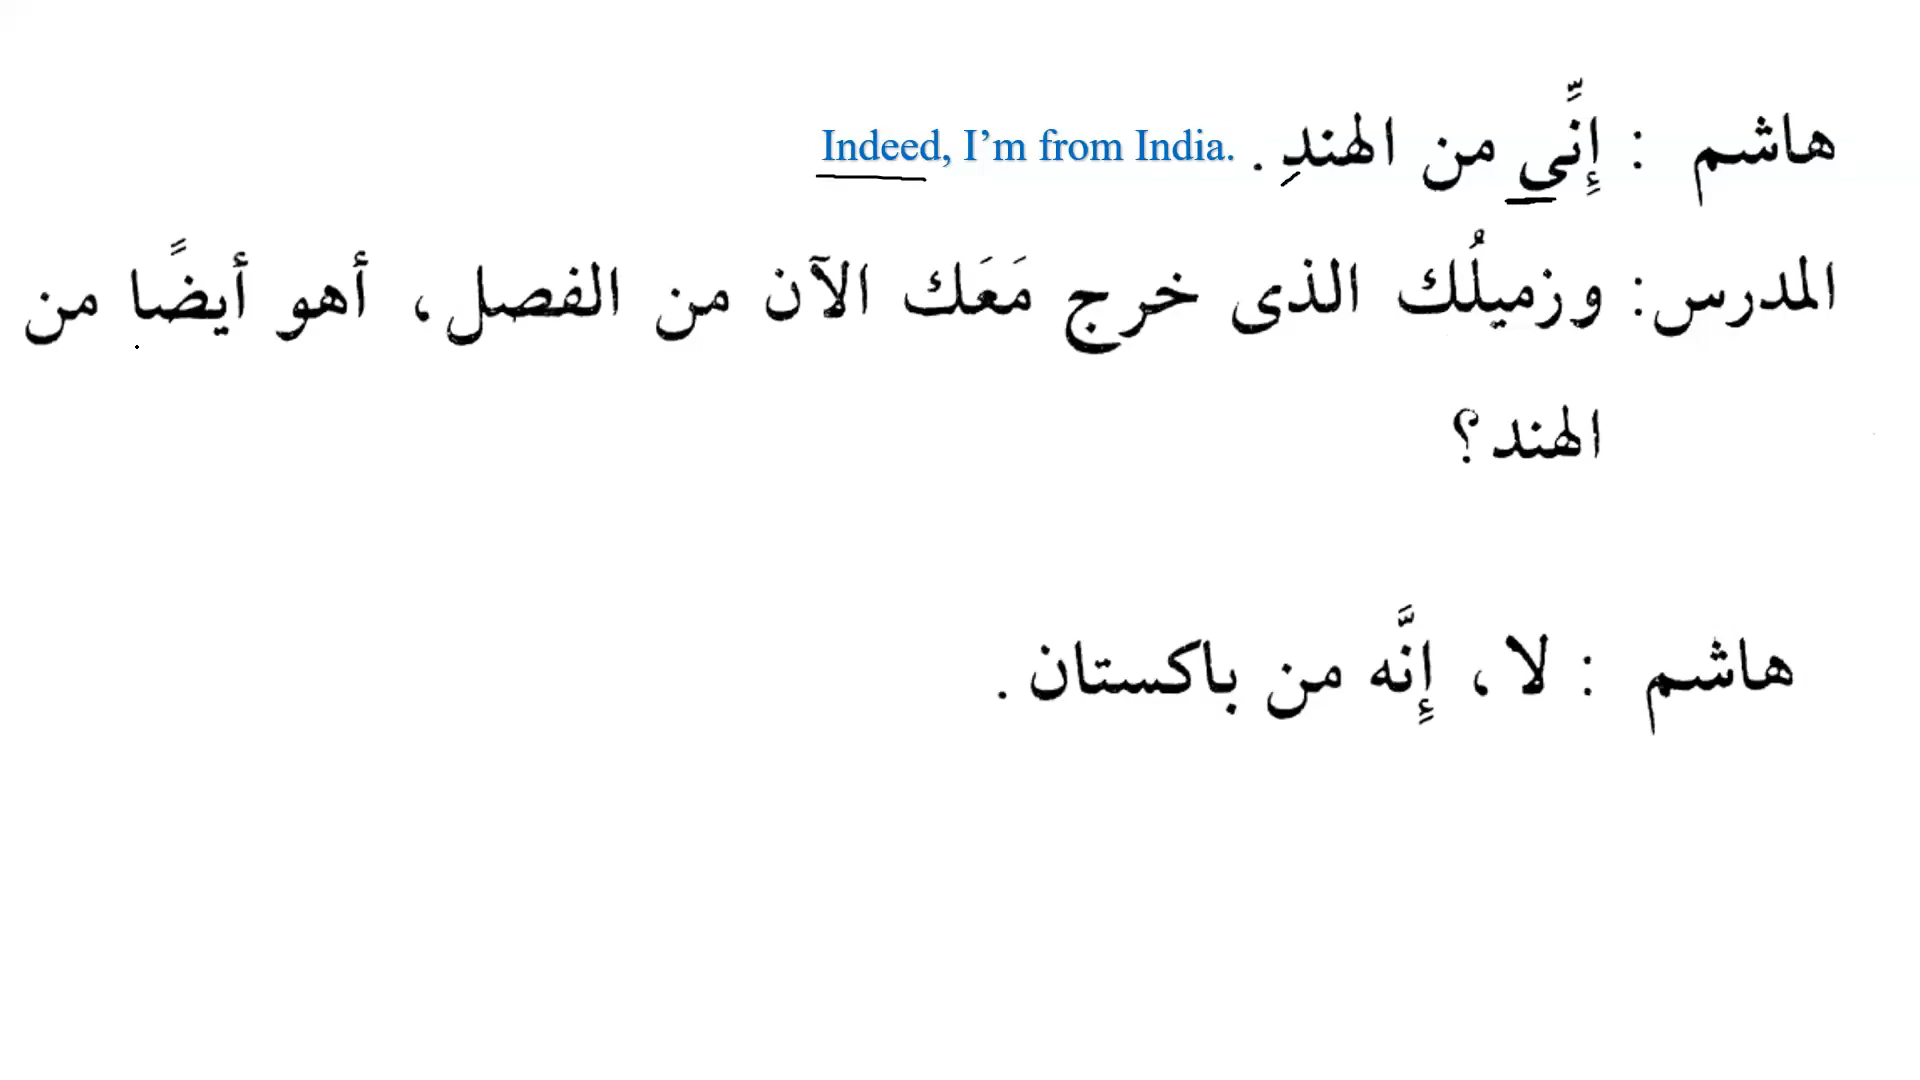 هاشم : إِنِّي من الهندِ . Indeed, I’m from India.
المدرس: وزميلُك الذى خرج مَعَك الآن من الفصل، أهو أيضًا من
الهند؟
هاشم : لا، إِنَّه من باكستان .